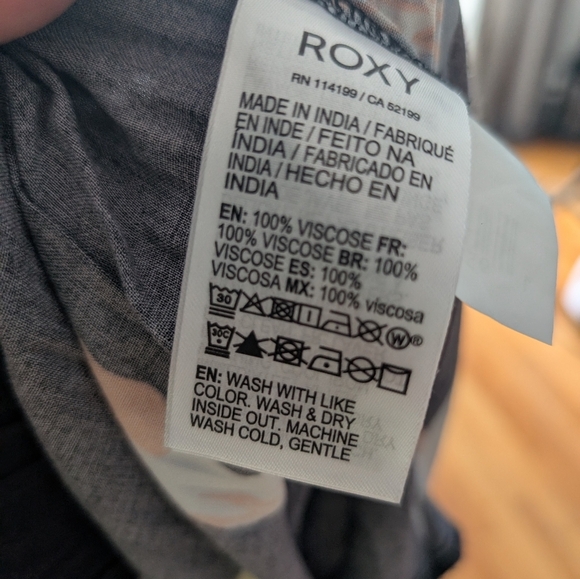 ROXY
RN 114199 / CA 52199
MADE IN INDIA / FABRIQUÉ
EN INDE / FEITO NA
ÍNDIA / FABRICADO EN
INDIA / HECHO EN
INDIA
EN: 100% VISCOSE FR:
100% VISCOSE BR: 100%
VISCOSE ES: 100%
VISCOSA MX: 100% viscosa
30 W®
30C
EN: WASH WITH LIKE
COLOR. WASH & DRY
INSIDE OUT. MACHINE
WASH COLD, GENTLE